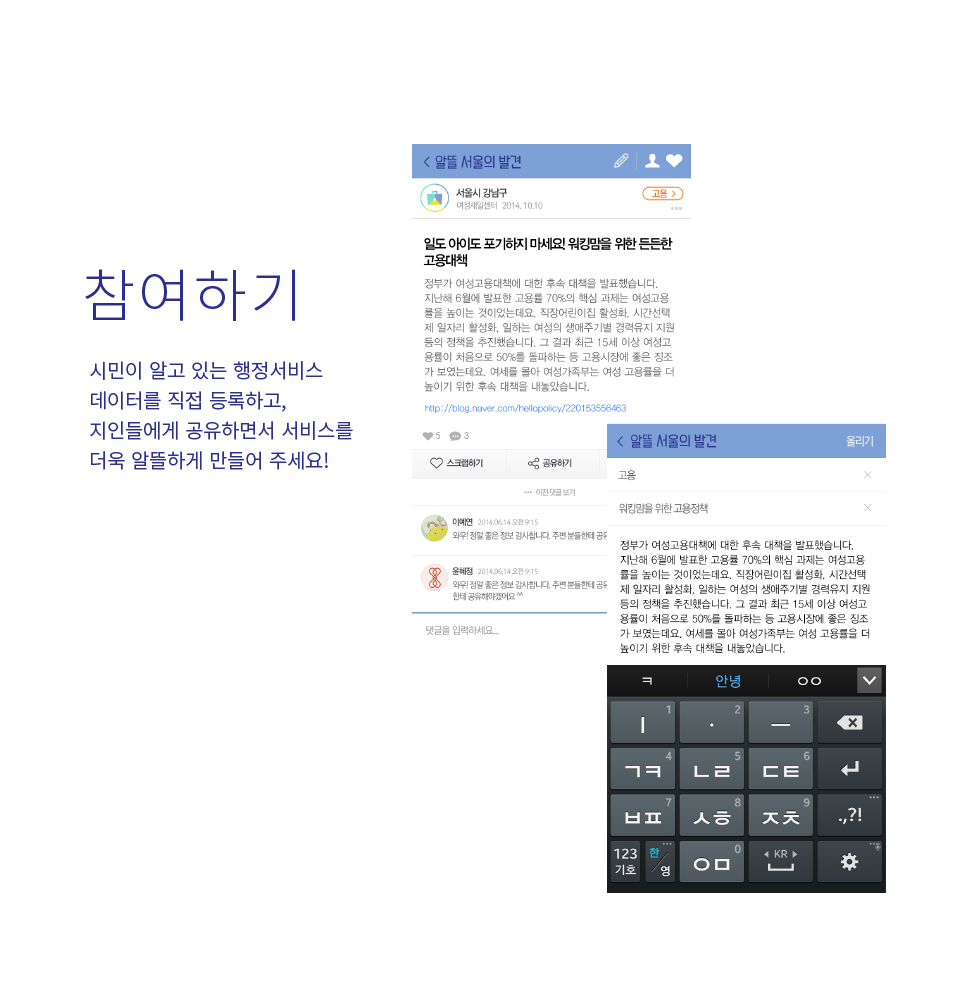 참여하기
시민이 알고 있는 행정서비스
데이터를 직접 등록하고,
지인들에게 공유하면서 서비스를
더욱 알뜰하게 만들어 주세요!
알뜰 서울의 발견
서울시 강남구
여성새일센터 2014.10.10
고용
일도 아이도 포기하지 마세요! 워킹맘을 위한 든든한
고용대책
정부가 여성고용대책에 대한 후속 대책을 발표했습니다.
지난해 6월에 발표한 고용률 70%의 핵심 과제는 여성고용
률을 높이는 것이었는데요. 직장어린이집 활성화, 시간선택
제 일자리 활성화, 일하는 여성의 생애주기별 경력유지 지원
등의 정책을 추진했습니다. 그 결과 최근 15세 이상 여성고
용률이 처음으로 50%를 돌파하는 등 고용시장에 좋은 징조
가 보였는데요. 여세를 몰아 여성가족부는 여성 고용률을 더
높이기 위한 후속 대책을 내놓았습니다.
http://blog.naver.com/hellopolicy/220153556463
5 3
스크랩하기 공유하기
이전 댓글 보기
이예연 2014.06.14 오전 9:15
와우! 정말 좋은 정보 감사합니다. 주변 분들한테 공유
윤혜정 2014.06.14 오전 9:15
와우! 정말 좋은 정보 감사합니다. 주변 분들한테 공유
한테 공유해야겠어요 ^^
댓글을 입력하세요...
알뜰 서울의 발견 올리기
고용
워킹맘을 위한 고용정책
정부가 여성고용대책에 대한 후속 대책을 발표했습니다.
지난해 6월에 발표한 고용률 70%의 핵심 과제는 여성고용
률을 높이는 것이었는데요. 직장어린이집 활성화, 시간선택
제 일자리 활성화, 일하는 여성의 생애주기별 경력유지 지원
등의 정책을 추진했습니다. 그 결과 최근 15세 이상 여성고
용률이 처음으로 50%를 돌파하는 등 고용시장에 좋은 징조
가 보였는데요. 여세를 몰아 여성가족부는 여성 고용률을 더
높이기 위한 후속 대책을 내놓았습니다.
ㅋ 안녕 ㅇㅇ
ㅣ 1 · 2 ㅡ 3
ㄱㅋ 4 ㄴㄹ 5 ㄷㅌ 6
ㅂㅍ 7 ㅅㅎ 8 ㅈㅊ 9 .,?!
123 기호 한/영 ㅇㅁ 0 KR